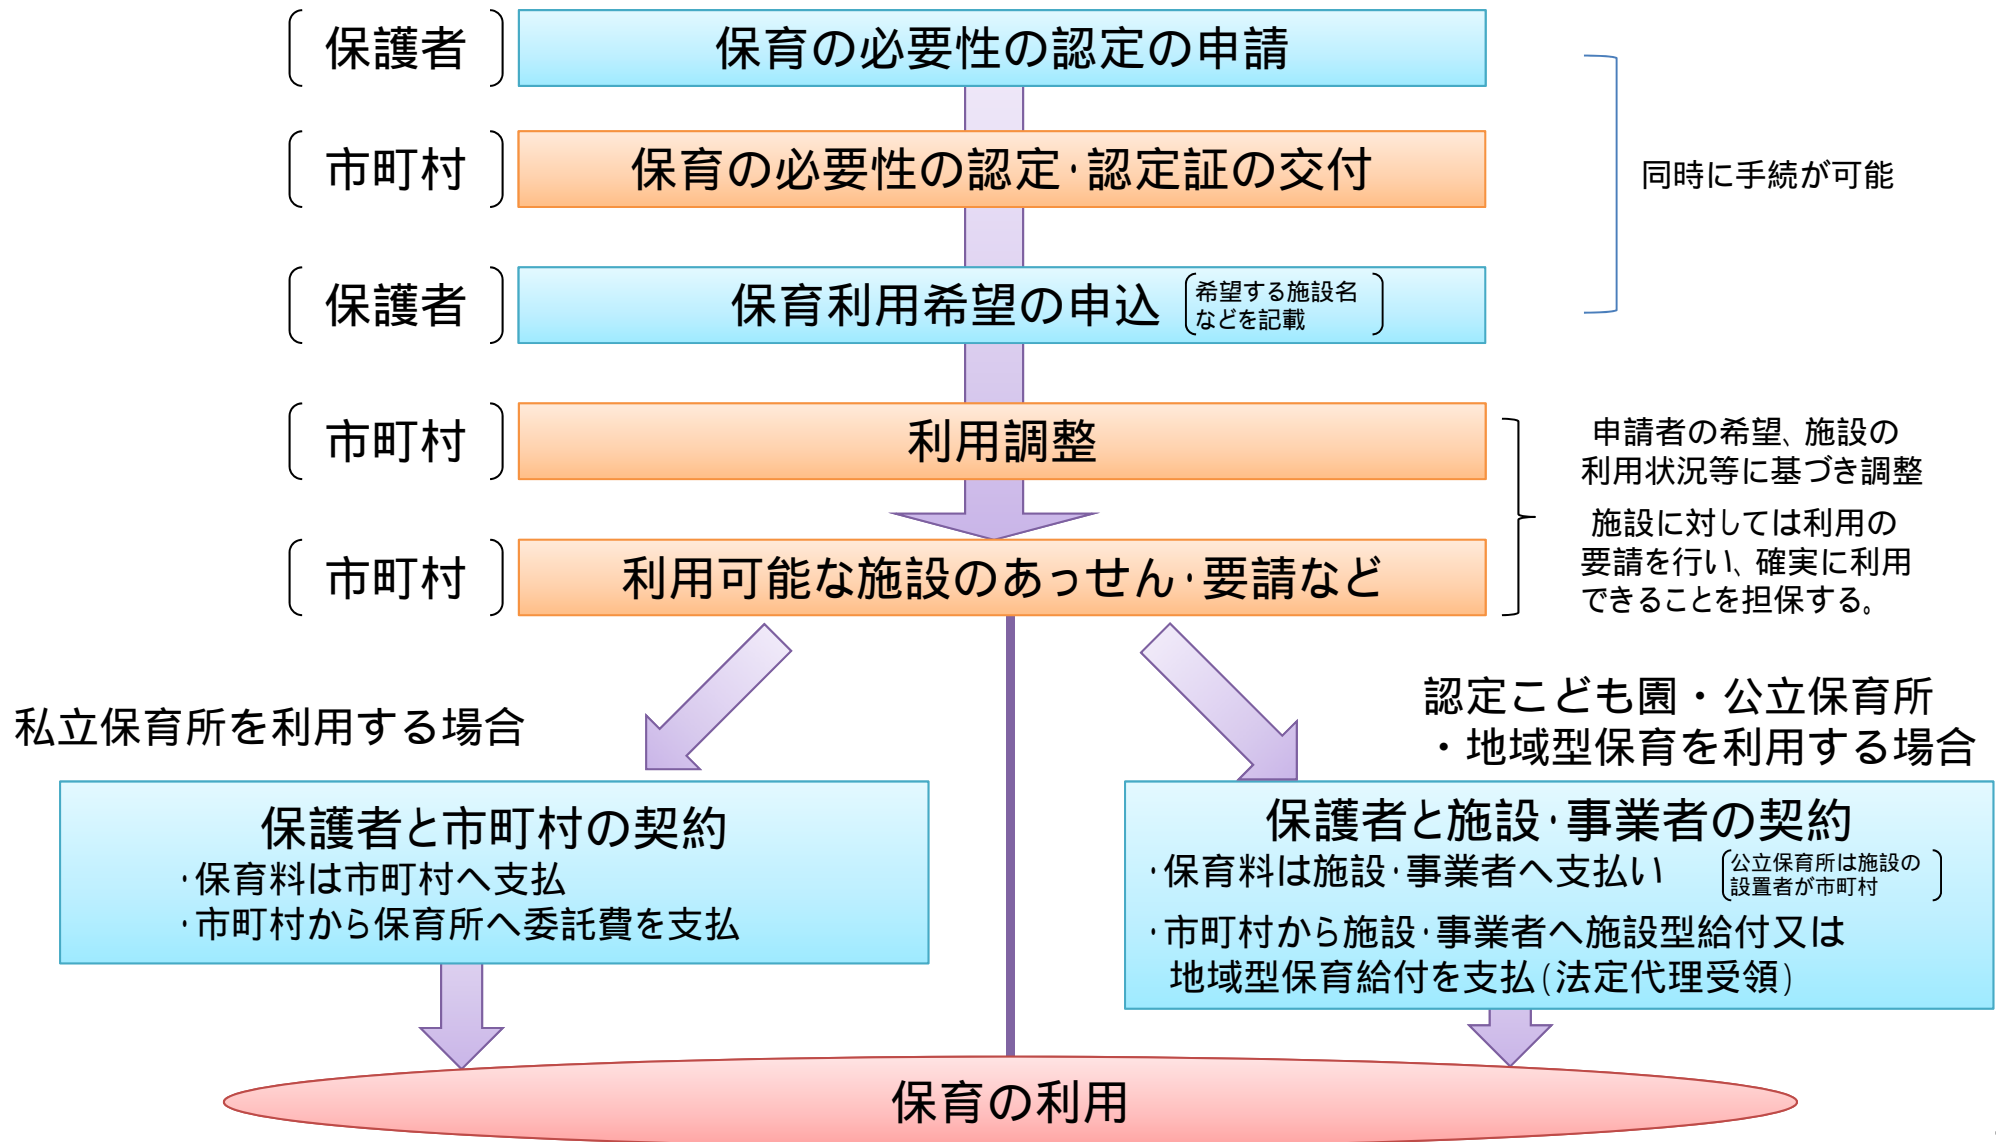 保護者
保育の必要性の認定の申請
市町村
保育の必要性の認定・認定証の交付
同時に手続が可能
保護者
保育利用希望の申込
希望する施設名
などを記載
市町村
利用調整
申請者の希望、施設の
利用状況等に基づき調整
施設に対しては利用の
要請を行い、確実に利用
できることを担保する。
市町村
利用可能な施設のあっせん・要請など
私立保育所を利用する場合
保護者と市町村の契約
・保育料は市町村へ支払
・市町村から保育所へ委託費を支払
認定こども園・公立保育所
・地域型保育を利用する場合
保護者と施設・事業者の契約
・保育料は施設・事業者へ支払い
公立保育所は施設の
設置者が市町村
・市町村から施設・事業者へ施設型給付又は
地域型保育給付を支払(法定代理受領)
保育の利用